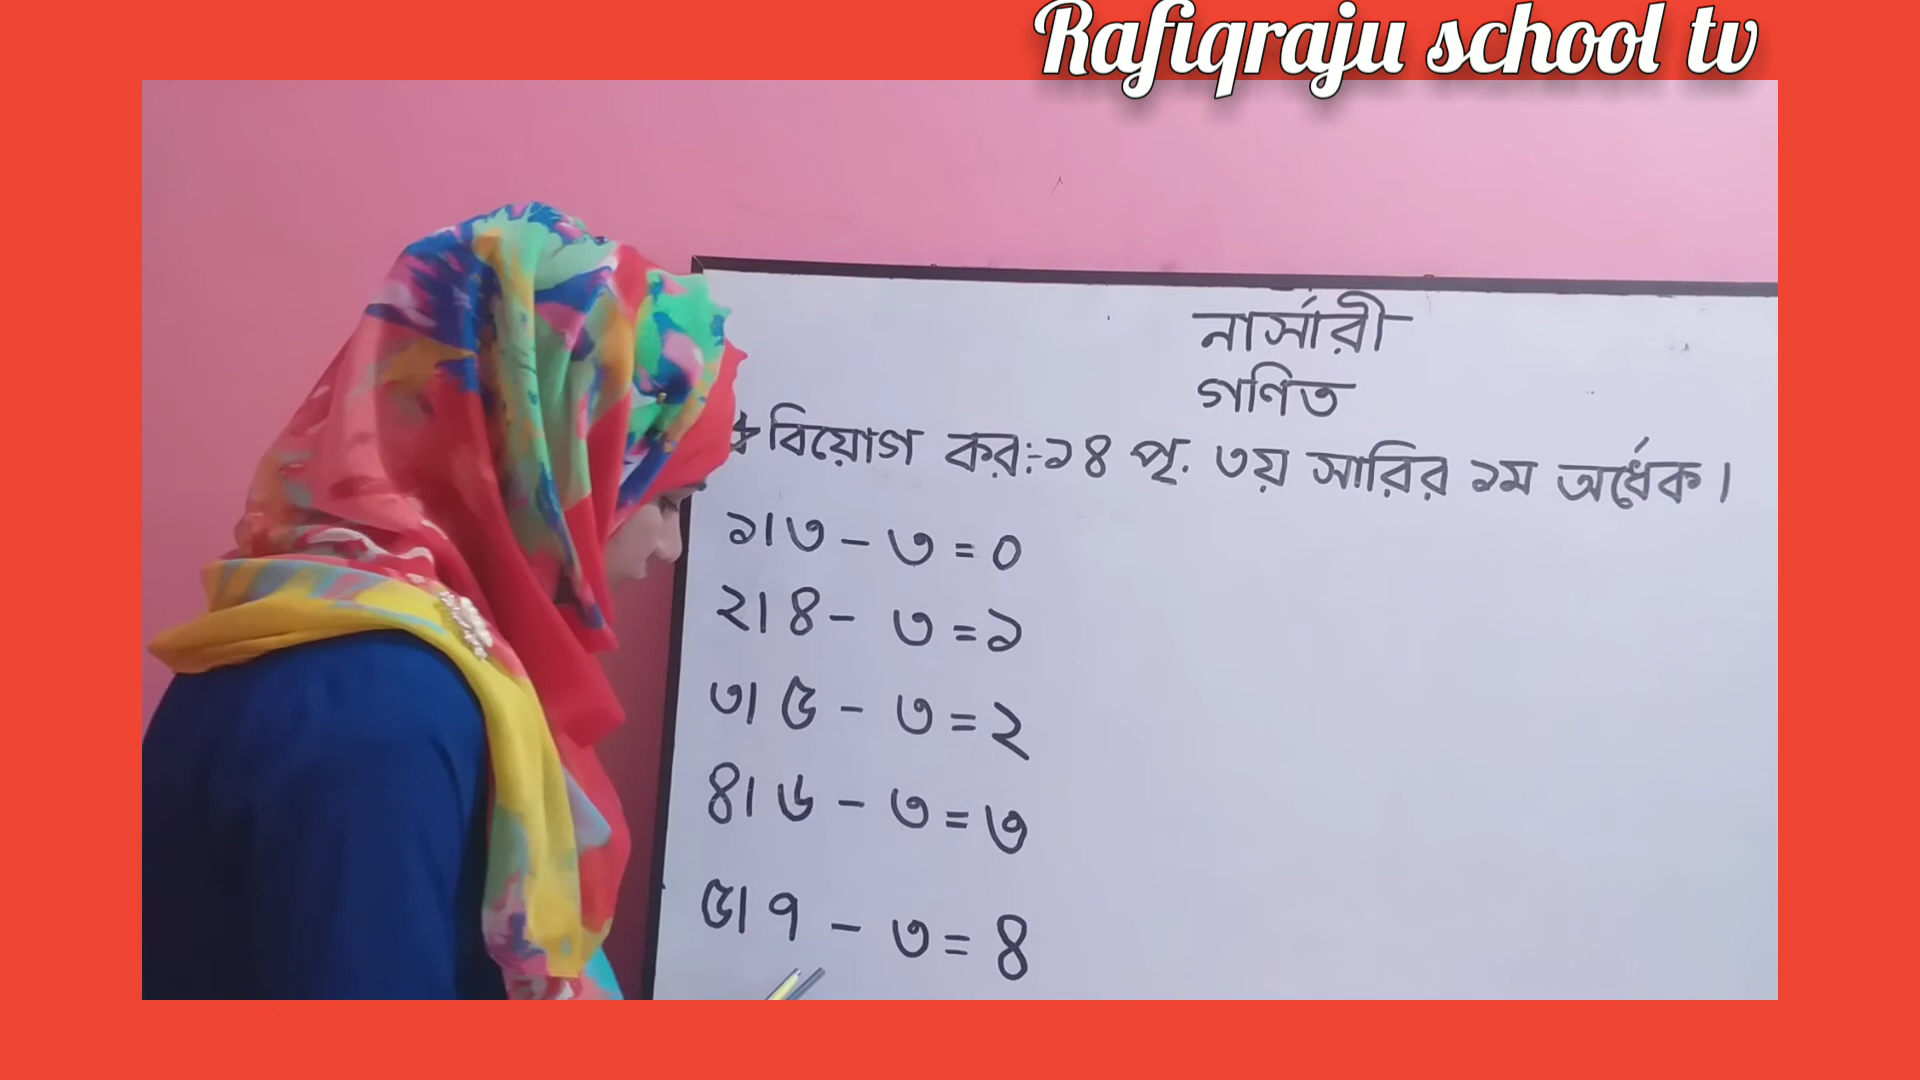 Rafiqraju school tv
নার্সারী
গণিত
বিয়োগ কর:-১৪ পৃ. ৩য় সারির ১ম অর্ধেক।
১। ৩ - ৩ = ০
২। ৪ - ৩ = ১
৩। ৫ - ৩ = ২
৪। ৬ - ৩ = ৩
৫। ৭ - ৩ = ৪